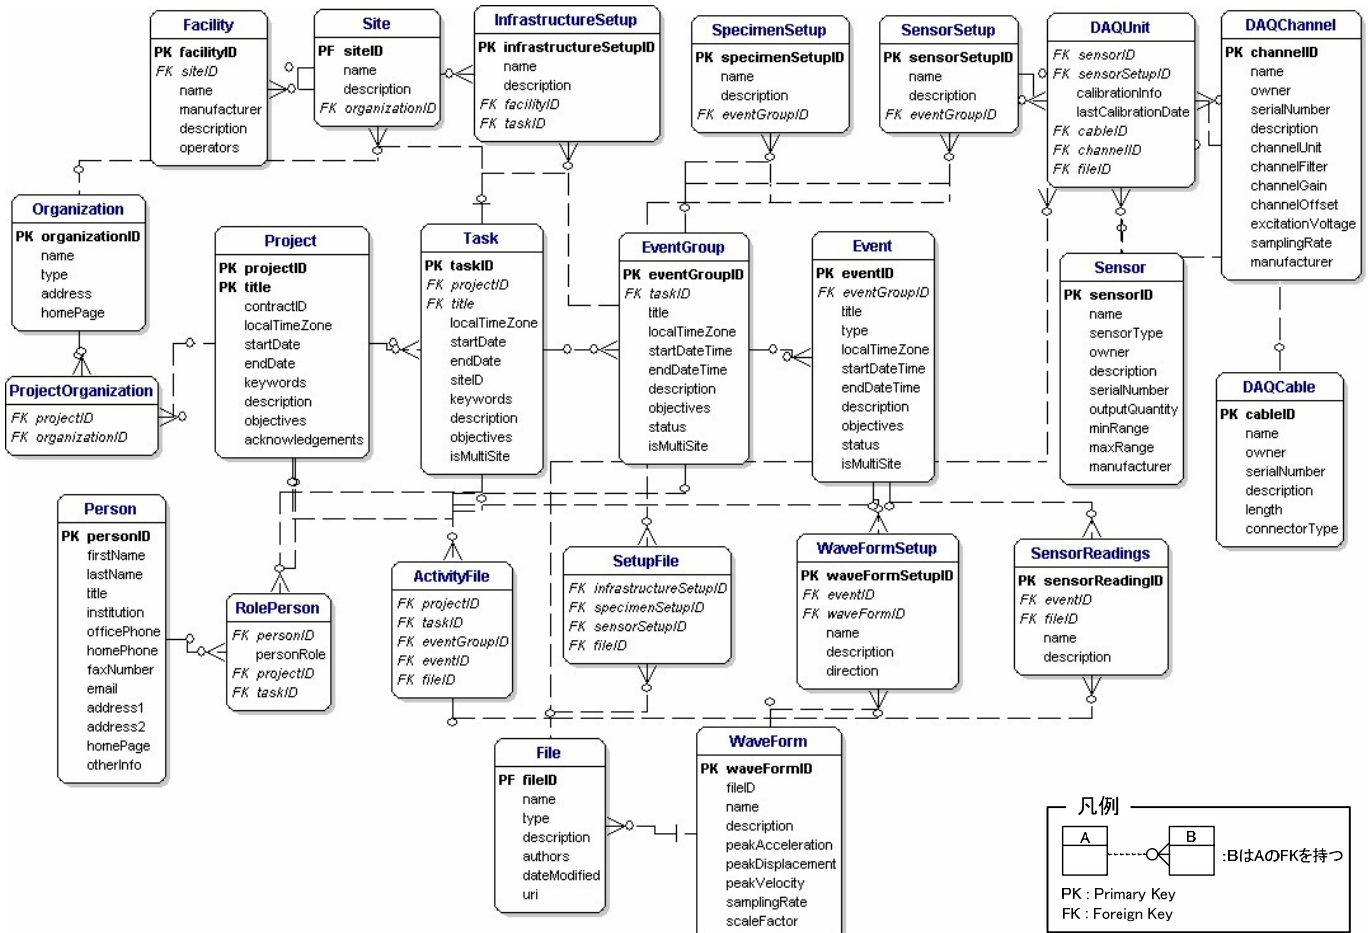 Facility
PK facilityID
FK siteID
name
manufacturer
description
operators
Site
PF siteID
name
description
FK organizationID
InfrastructureSetup
PK infrastructureSetupID
name
description
FK facilityID
FK taskID
SpecimenSetup
PK specimenSetupID
name
description
FK eventGroupID
SensorSetup
PK sensorSetupID
name
description
FK eventGroupID
DAQUnit
FK sensorID
FK sensorSetupID
calibrationInfo
lastCalibrationDate
FK cableID
FK channelID
FK fileID
DAQChannel
PK channelID
name
owner
serialNumber
description
channelUnit
channelFilter
channelGain
channelOffset
excitationVoltage
samplingRate
manufacturer
Organization
PK organizationID
name
type
address
homePage
Project
PK projectID
PK title
contractID
localTimeZone
startDate
endDate
keywords
description
objectives
acknowledgements
Task
PK taskID
FK projectID
FK title
localTimeZone
startDate
endDate
siteID
keywords
description
objectives
isMultiSite
EventGroup
PK eventGroupID
FK taskID
title
localTimeZone
startDateTime
endDateTime
description
objectives
status
isMultiSite
Event
PK eventID
FK eventGroupID
title
type
localTimeZone
startDateTime
endDateTime
description
objectives
status
isMultiSite
Sensor
PK sensorID
name
sensorType
owner
description
serialNumber
outputQuantity
minRange
maxRange
manufacturer
ProjectOrganization
FK projectID
FK organizationID
DAQCable
PK cableID
name
owner
serialNumber
description
length
connectorType
Person
PK personID
firstName
lastName
title
institution
officePhone
homePhone
faxNumber
email
address1
address2
homePage
otherInfo
RolePerson
FK personID
personRole
FK projectID
FK taskID
ActivityFile
FK projectID
FK taskID
FK eventGroupID
FK eventID
FK fileID
SetupFile
FK infrastructureSetupID
FK specimenSetupID
FK sensorSetupID
FK fileID
WaveFormSetup
PK waveFormSetupID
FK eventID
FK waveFormID
name
description
direction
SensorReadings
PK sensorReadingID
FK eventID
FK fileID
name
description
File
PF fileID
name
type
description
authors
dateModified
uri
WaveForm
PK waveFormID
fileID
name
description
peakAcceleration
peakDisplacement
peakVelocity
samplingRate
scaleFactor
凡例
A B :BはAのFKを持つ
PK : Primary Key
FK : Foreign Key